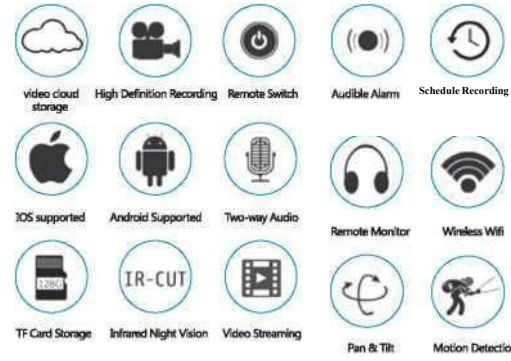 video cloud
storage
High Definition Recording
Remote Switch
Audible Alarm
Schedule Recording
IOS supported
Android Supported
Two-way Audio
Remote Monitor
Wireless Wifi
128G
IR-CUT
TF Card Storage
Infrared Night Vision
Video Streaming
Pan & Tilt
Motion Detectio